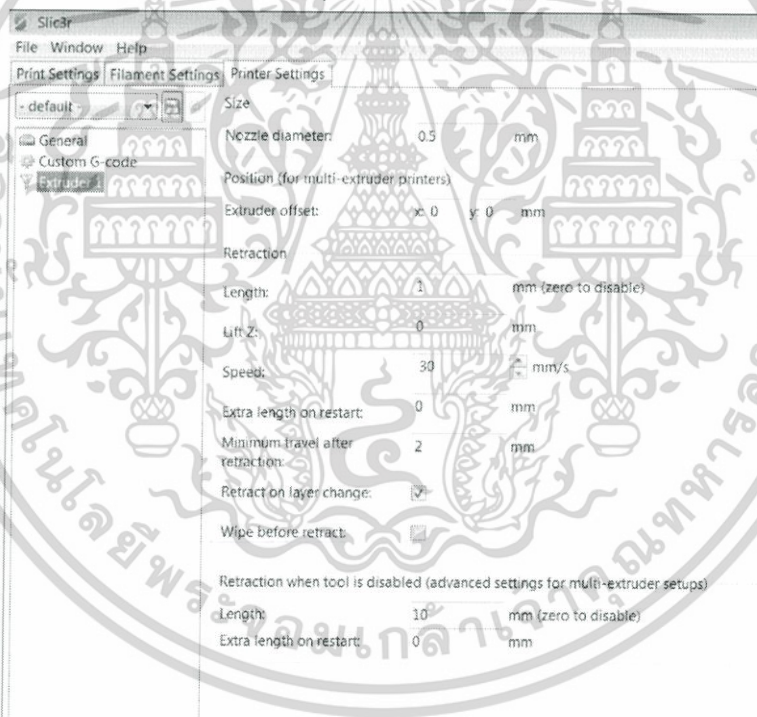 Slic3r
File Window Help
Print Settings Filament Settings Printer Settings
- default -
Size
General
Nozzle diameter: 0.5 mm
Custom G-code
Extruder 1
Position (for multi-extruder printers)
Extruder offset: x: 0 y: 0 mm
Retraction
Length: 1 mm (zero to disable)
Lift Z: 0 mm
Speed: 30 mm/s
Extra length on restart: 0 mm
Minimum travel after
retraction: 2 mm
Retract on layer change:
Wipe before retract:
Retraction when tool is disabled (advanced settings for multi-extruder setups)
Length: 10 mm (zero to disable)
Extra length on restart: 0 mm